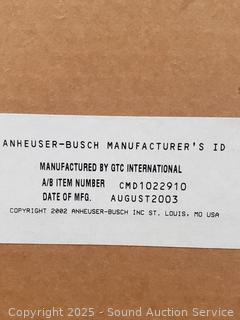 ANHEUSER-BUSCH MANUFACTURER'S ID
MANUFACTURED BY GTC INTERNATIONAL
A/B ITEM NUMBER CMD1022910
DATE OF MFG. AUGUST2003
COPYRIGHT 2002 ANHEUSER-BUSCH INC ST. LOUIS, MO USA
Copyright 2025 - Sound Auction Service